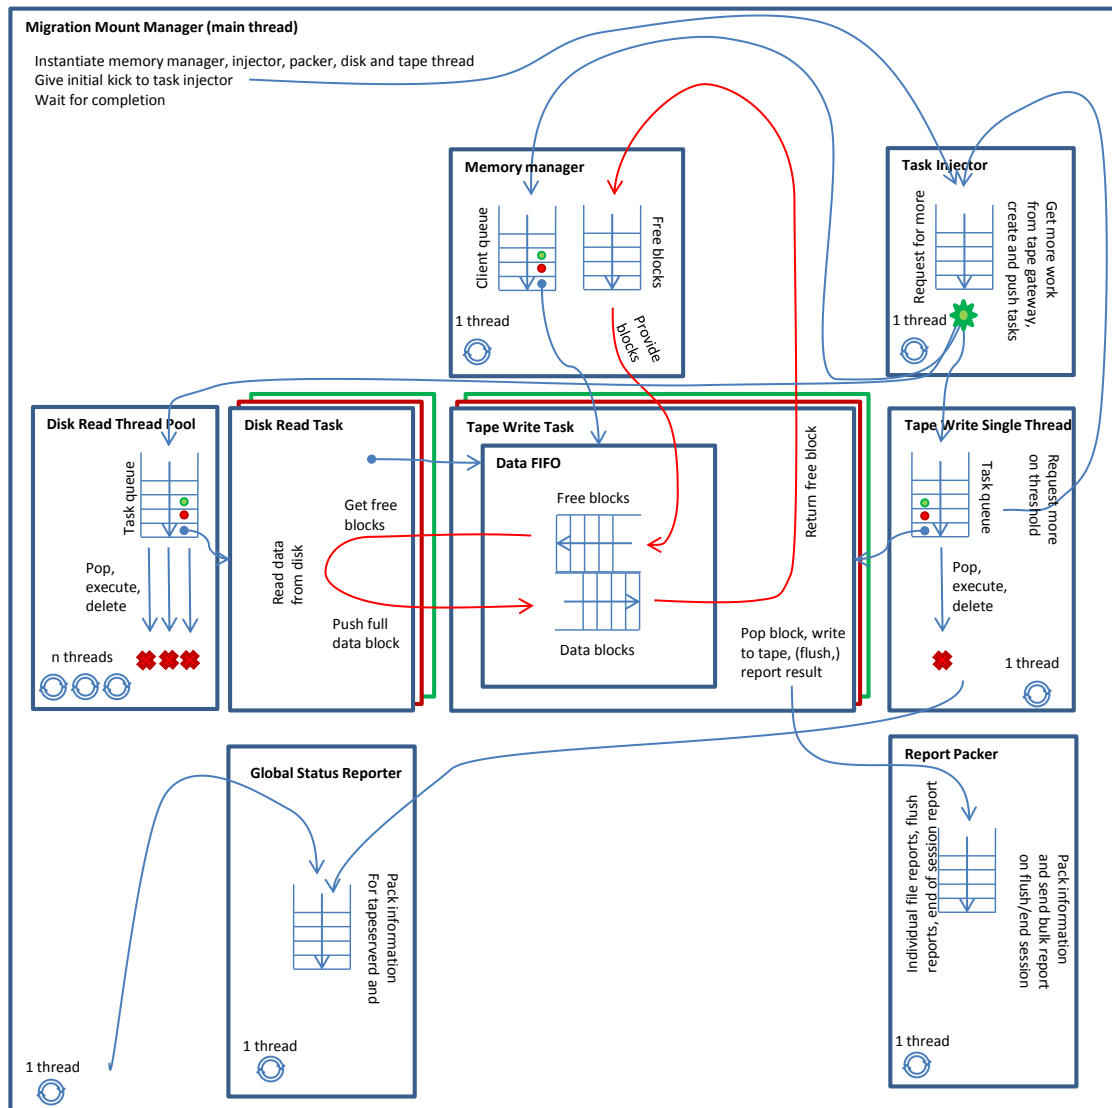 Migration Mount Manager (main thread)
Instantiate memory manager, injector, packer, disk and tape thread
Give initial kick to task injector
Wait for completion
Memory manager
Client queue
Free blocks
1 thread
Provide
blocks
Task Injector
Request for more
Get more work
from tape gateway,
create and push tasks
1 thread
Disk Read Thread Pool
Task queue
Pop,
execute,
delete
n threads
Disk Read Task
Get free
blocks
Read data
from disk
Push full
data block
Tape Write Task
Data FIFO
Free blocks
Data blocks
Return free block
Pop block, write
to tape, (flush,)
report result
Tape Write Single Thread
Task queue
Request more
on threshold
Pop,
execute,
delete
1 thread
Global Status Reporter
Pack information
For tapeserverd and
1 thread
Report Packer
Individual file reports, flush
reports, end of session report
Pack information
and send bulk report
on flush/end session
1 thread
1 thread